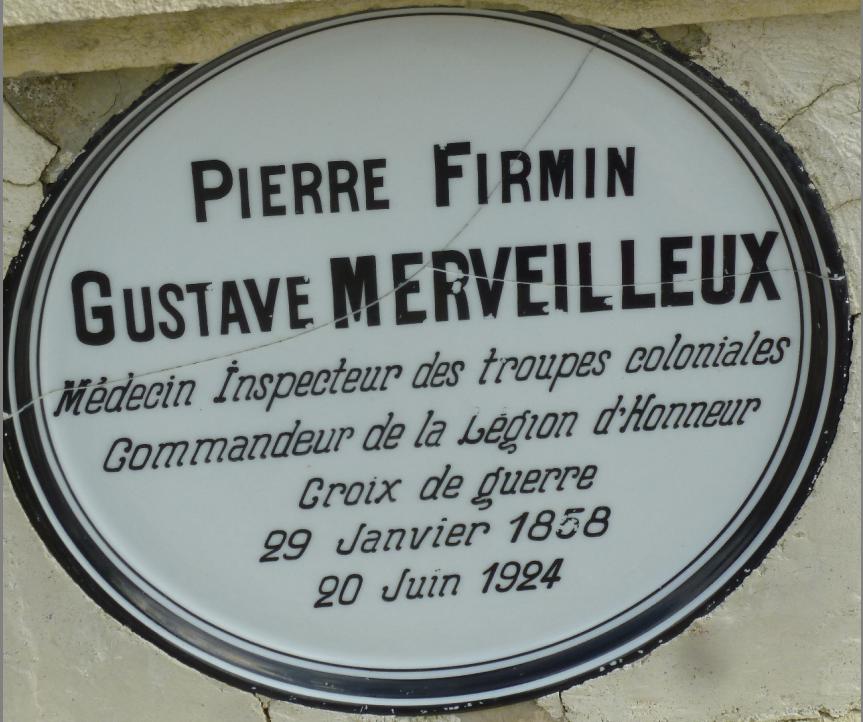 PIERRE FIRMIN
GUSTAVE MERVEILLEUX
Médecin Inspecteur des troupes coloniales
Commandeur de la Légion d'Honneur
Croix de guerre
29 Janvier 1858
20 Juin 1924